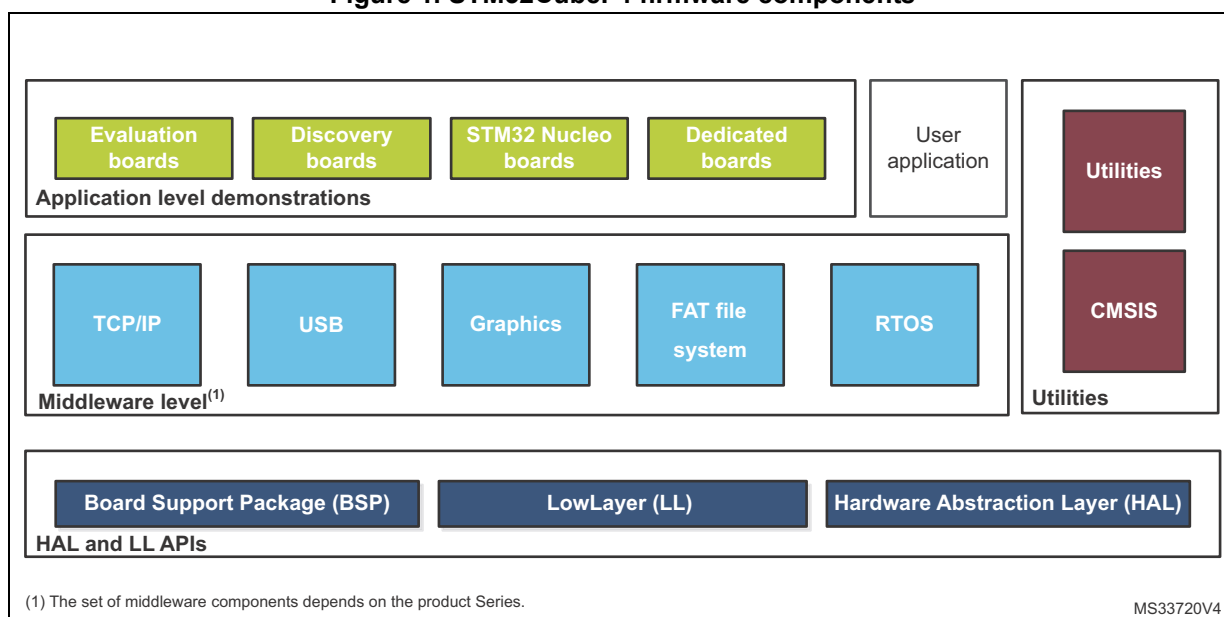 Evaluation
boards
Discovery
boards
STM32 Nucleo
boards
Dedicated
boards
Application level demonstrations
User
application
Utilities
CMSIS
Utilities
TCP/IP
USB
Graphics
FAT file
system
RTOS
Middleware level(1)
Board Support Package (BSP)
LowLayer (LL)
Hardware Abstraction Layer (HAL)
HAL and LL APIs
(1) The set of middleware components depends on the product Series.
MS33720V4